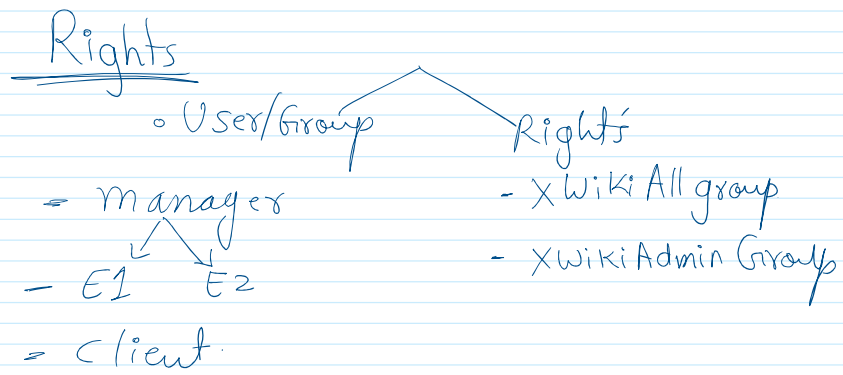 Rights
User/Group
Rights
- XWiKi All group
- Manager
- XWiKi Admin Group
- E1 E2
- Client.